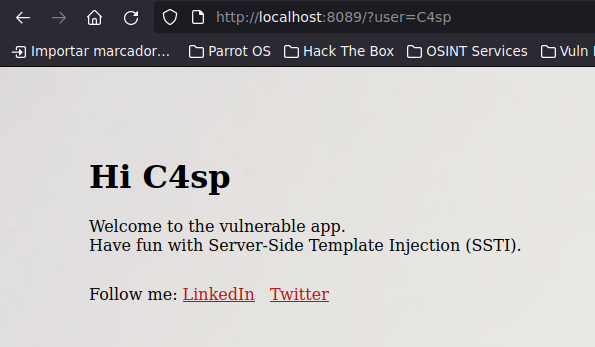 http://localhost:8089/?user=C4sp
Importar marcador… Parrot OS Hack The Box OSINT Services Vuln
Hi C4sp
Welcome to the vulnerable app.
Have fun with Server-Side Template Injection (SSTI).
Follow me: LinkedIn Twitter